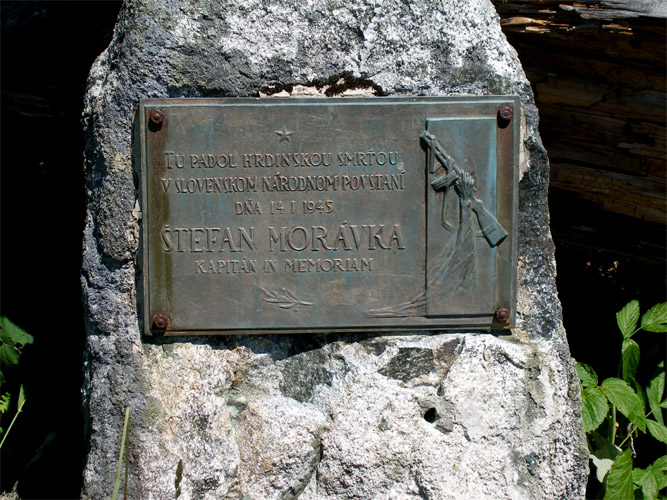 TU PADOL HRDINSKOU SMRŤOU
V SLOVENSKOM NÁRODNOM POVSTANÍ
DŇA 14. I. 1945.
ŠTEFAN MORÁVKA
KAPITÁN IN MEMORIAM